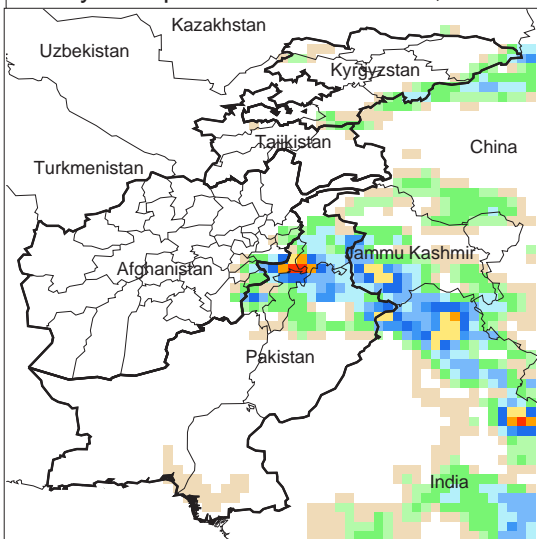 Kazakhstan
Uzbekistan
Kyrgyzstan
China
Tajikistan
Turkmenistan
Jammu Kashmir
Afghanistan
Pakistan
India